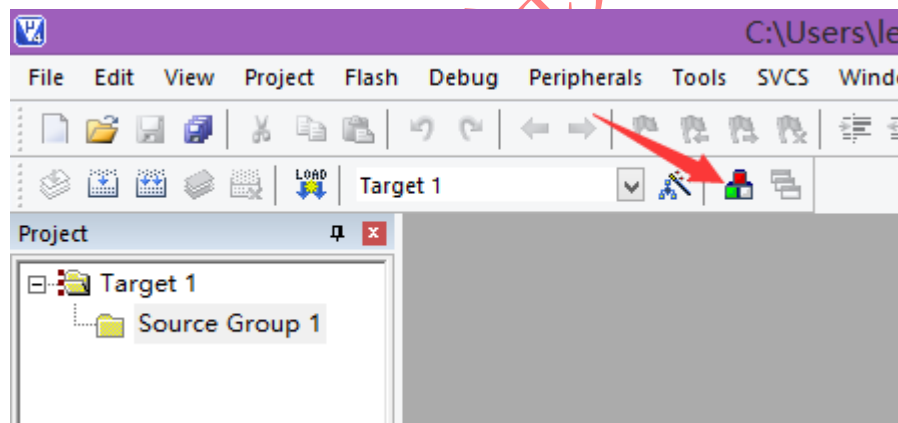 C:\Users\le
File Edit View Project Flash Debug Peripherals Tools SVCS Wind
LOAD Target 1
Project
Target 1
Source Group 1